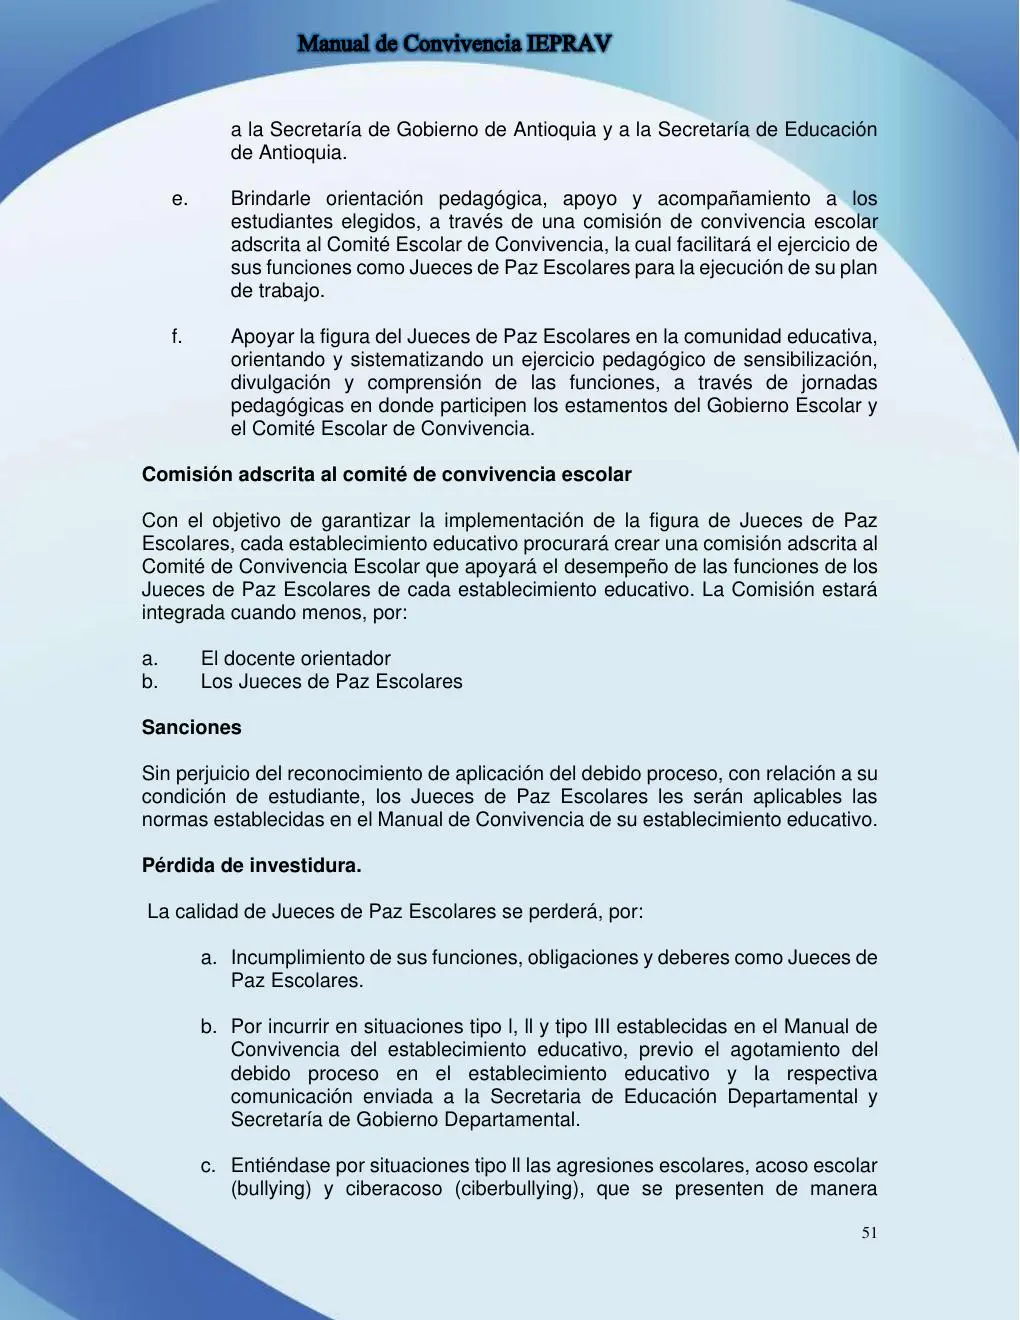 Manual de Convivencia IEPRAV
a la Secretaría de Gobierno de Antioquia y a la Secretaría de Educación
de Antioquia.
e. Brindarle orientación pedagógica, apoyo y acompañamiento a los
estudiantes elegidos, a través de una comisión de convivencia escolar
adscrita al Comité Escolar de Convivencia, la cual facilitará el ejercicio de
sus funciones como Jueces de Paz Escolares para la ejecución de su plan
de trabajo.
f. Apoyar la figura del Jueces de Paz Escolares en la comunidad educativa,
orientando y sistematizando un ejercicio pedagógico de sensibilización,
divulgación y comprensión de las funciones, a través de jornadas
pedagógicas en donde participen los estamentos del Gobierno Escolar y
el Comité Escolar de Convivencia.
Comisión adscrita al comité de convivencia escolar
Con el objetivo de garantizar la implementación de la figura de Jueces de Paz
Escolares, cada establecimiento educativo procurará crear una comisión adscrita al
Comité de Convivencia Escolar que apoyará el desempeño de las funciones de los
Jueces de Paz Escolares de cada establecimiento educativo. La Comisión estará
integrada cuando menos, por:
a. El docente orientador
b. Los Jueces de Paz Escolares
Sanciones
Sin perjuicio del reconocimiento de aplicación del debido proceso, con relación a su
condición de estudiante, los Jueces de Paz Escolares les serán aplicables las
normas establecidas en el Manual de Convivencia de su establecimiento educativo.
Pérdida de investidura.
La calidad de Jueces de Paz Escolares se perderá, por:
a. Incumplimiento de sus funciones, obligaciones y deberes como Jueces de
Paz Escolares.
b. Por incurrir en situaciones tipo l, ll y tipo III establecidas en el Manual de
Convivencia del establecimiento educativo, previo el agotamiento del
debido proceso en el establecimiento educativo y la respectiva
comunicación enviada a la Secretaria de Educación Departamental y
Secretaría de Gobierno Departamental.
c. Entiéndase por situaciones tipo ll las agresiones escolares, acoso escolar
(bullying) y ciberacoso (ciberbullying), que se presenten de manera
51